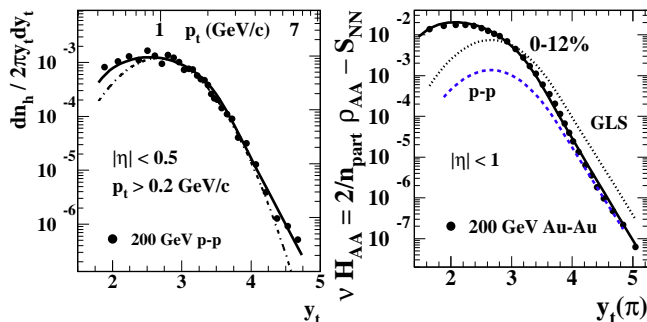 1 p_t (GeV/c) 7
dn_h / 2πy_t dy_t
10^-3
10^-4
10^-5
10^-6
|η| < 0.5
p_t > 0.2 GeV/c
200 GeV p-p
2 3 4 5
y_t
ν H_AA = 2/n_part ρ_AA − S_NN
10^-2
10^-3
10^-4
10^-5
10^-6
10^-7
0-12%
p-p
GLS
|η| < 1
200 GeV Au-Au
2 3 4 5
y_t(π)